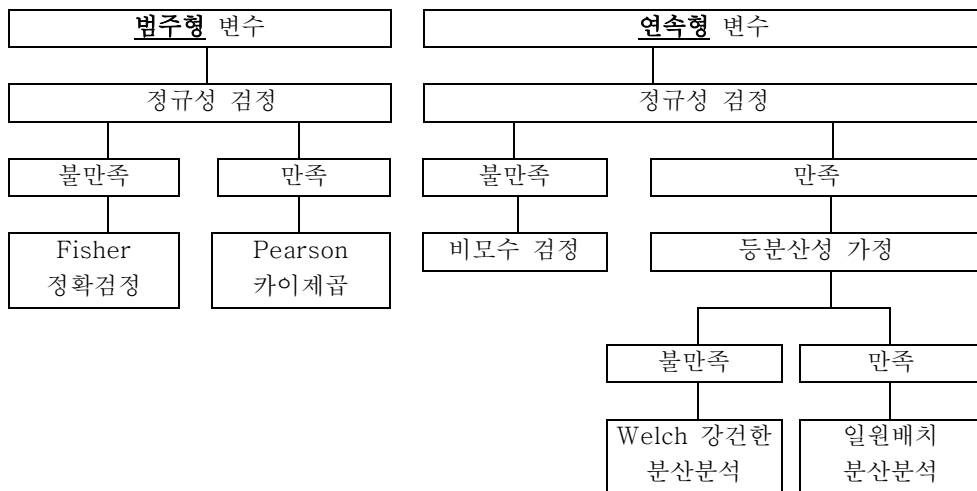 범주형 변수
정규성 검정
불만족
만족
Fisher
정확검정
Pearson
카이제곱
연속형 변수
정규성 검정
불만족
만족
비모수 검정
등분산성 가정
불만족
만족
Welch 강건한
분산분석
일원배치
분산분석